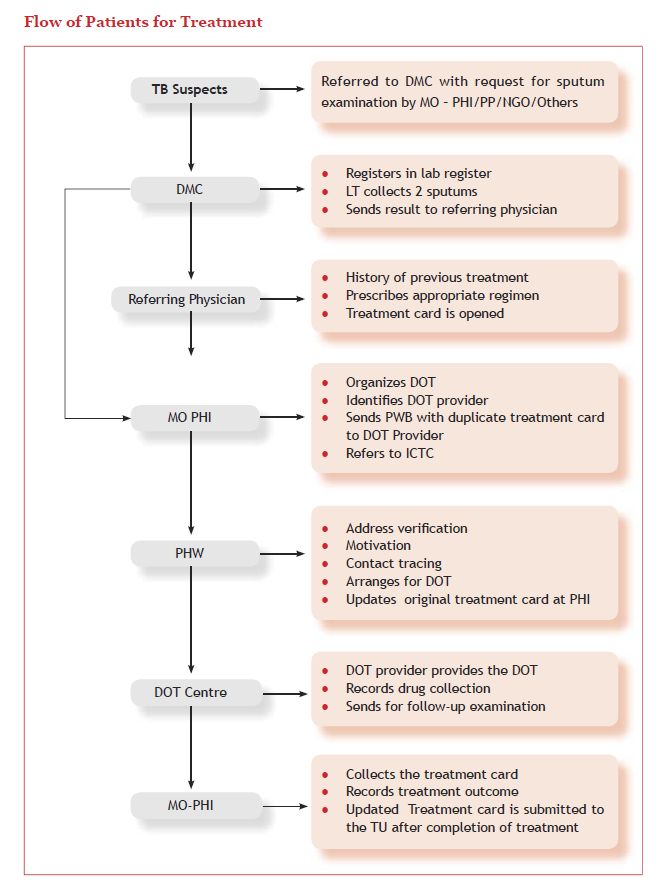 Flow of Patients for Treatment
TB Suspects
Referred to DMC with request for sputum
examination by MO - PHI/PP/NGO/Others
DMC
• Registers in lab register
• LT collects 2 sputums
• Sends result to referring physician
Referring Physician
• History of previous treatment
• Prescribes appropriate regimen
• Treatment card is opened
MO PHI
• Organizes DOT
• Identifies DOT provider
• Sends PWB with duplicate treatment card
to DOT Provider
• Refers to ICTC
PHW
• Address verification
• Motivation
• Contact tracing
• Arranges for DOT
• Updates original treatment card at PHI
DOT Centre
• DOT provider provides the DOT
• Records drug collection
• Sends for follow-up examination
MO-PHI
• Collects the treatment card
• Records treatment outcome
• Updated Treatment card is submitted to
the TU after completion of treatment